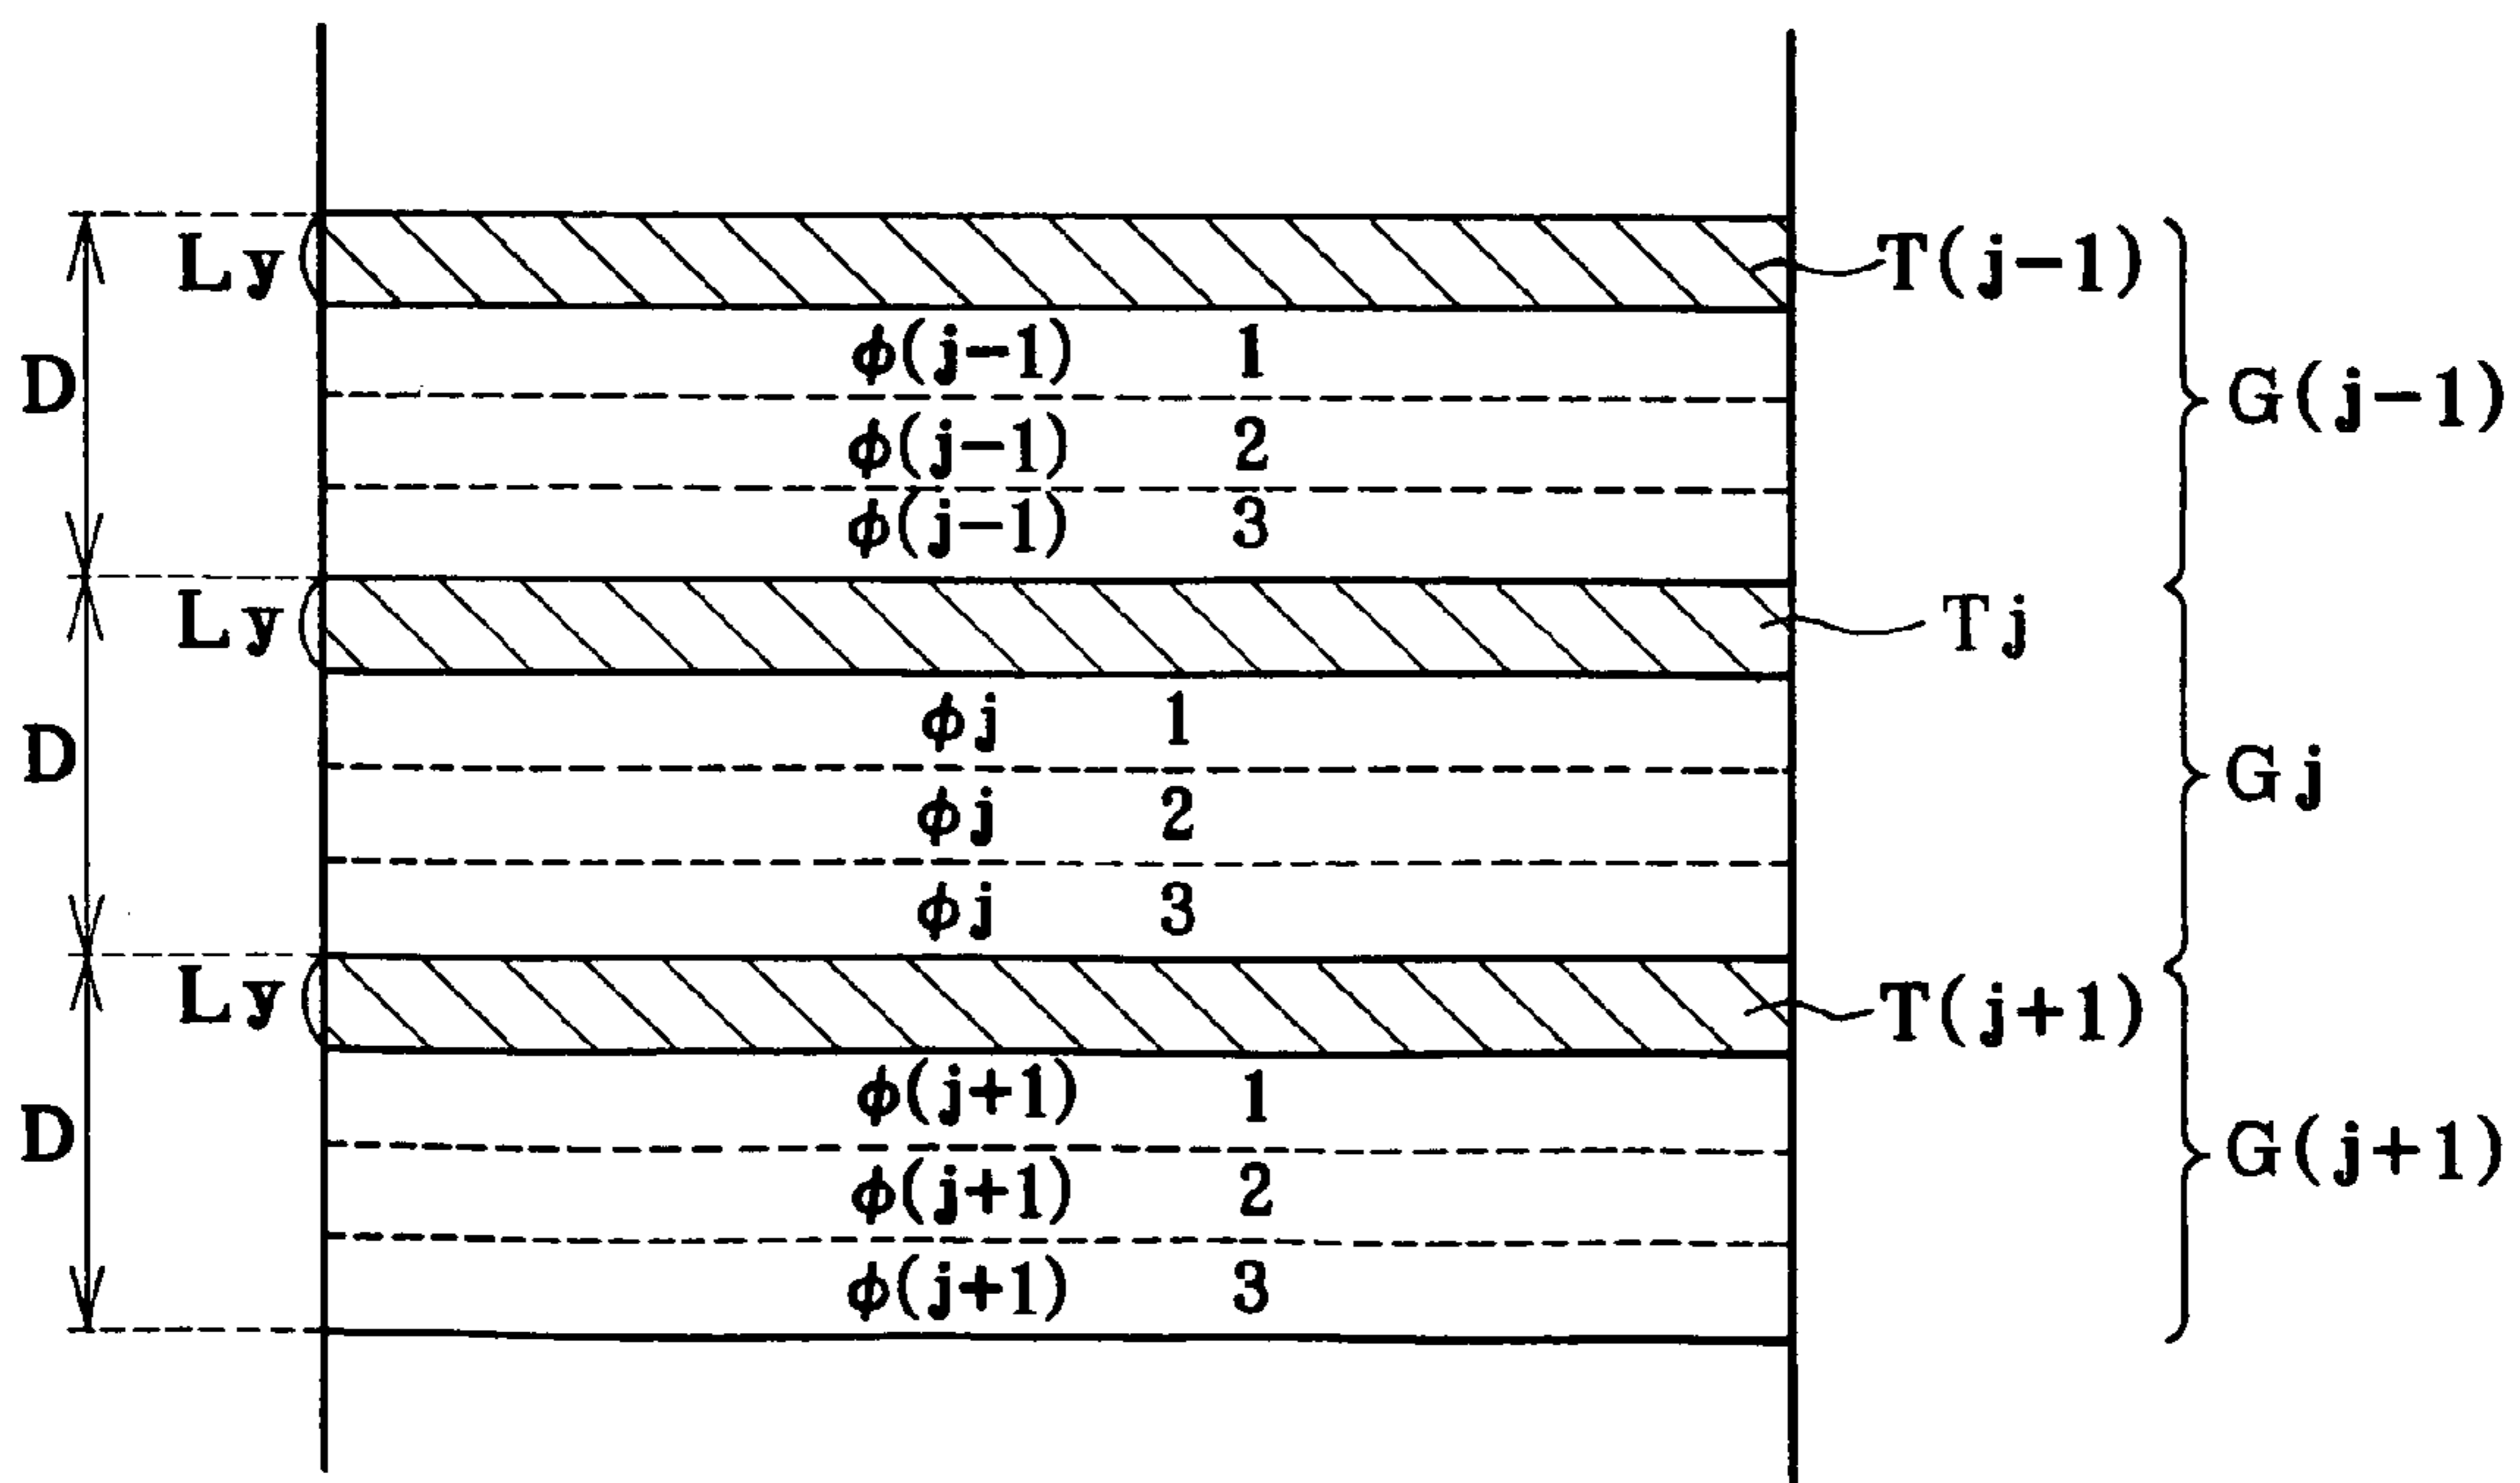 Ly T(j-1)
ϕ(j-1) 1
D G(j-1)
ϕ(j-1) 2
ϕ(j-1) 3
Ly Tj
ϕj 1
D Gj
ϕj 2
ϕj 3
Ly T(j+1)
ϕ(j+1) 1
D G(j+1)
ϕ(j+1) 2
ϕ(j+1) 3